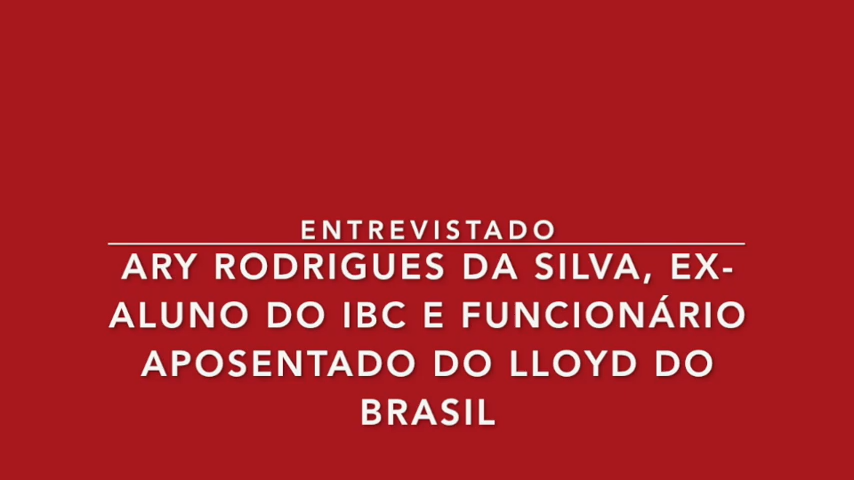 ENTREVISTADO
ARY RODRIGUES DA SILVA, EX-
ALUNO DO IBC E FUNCIONÁRIO
APOSENTADO DO LLOYD DO
BRASIL